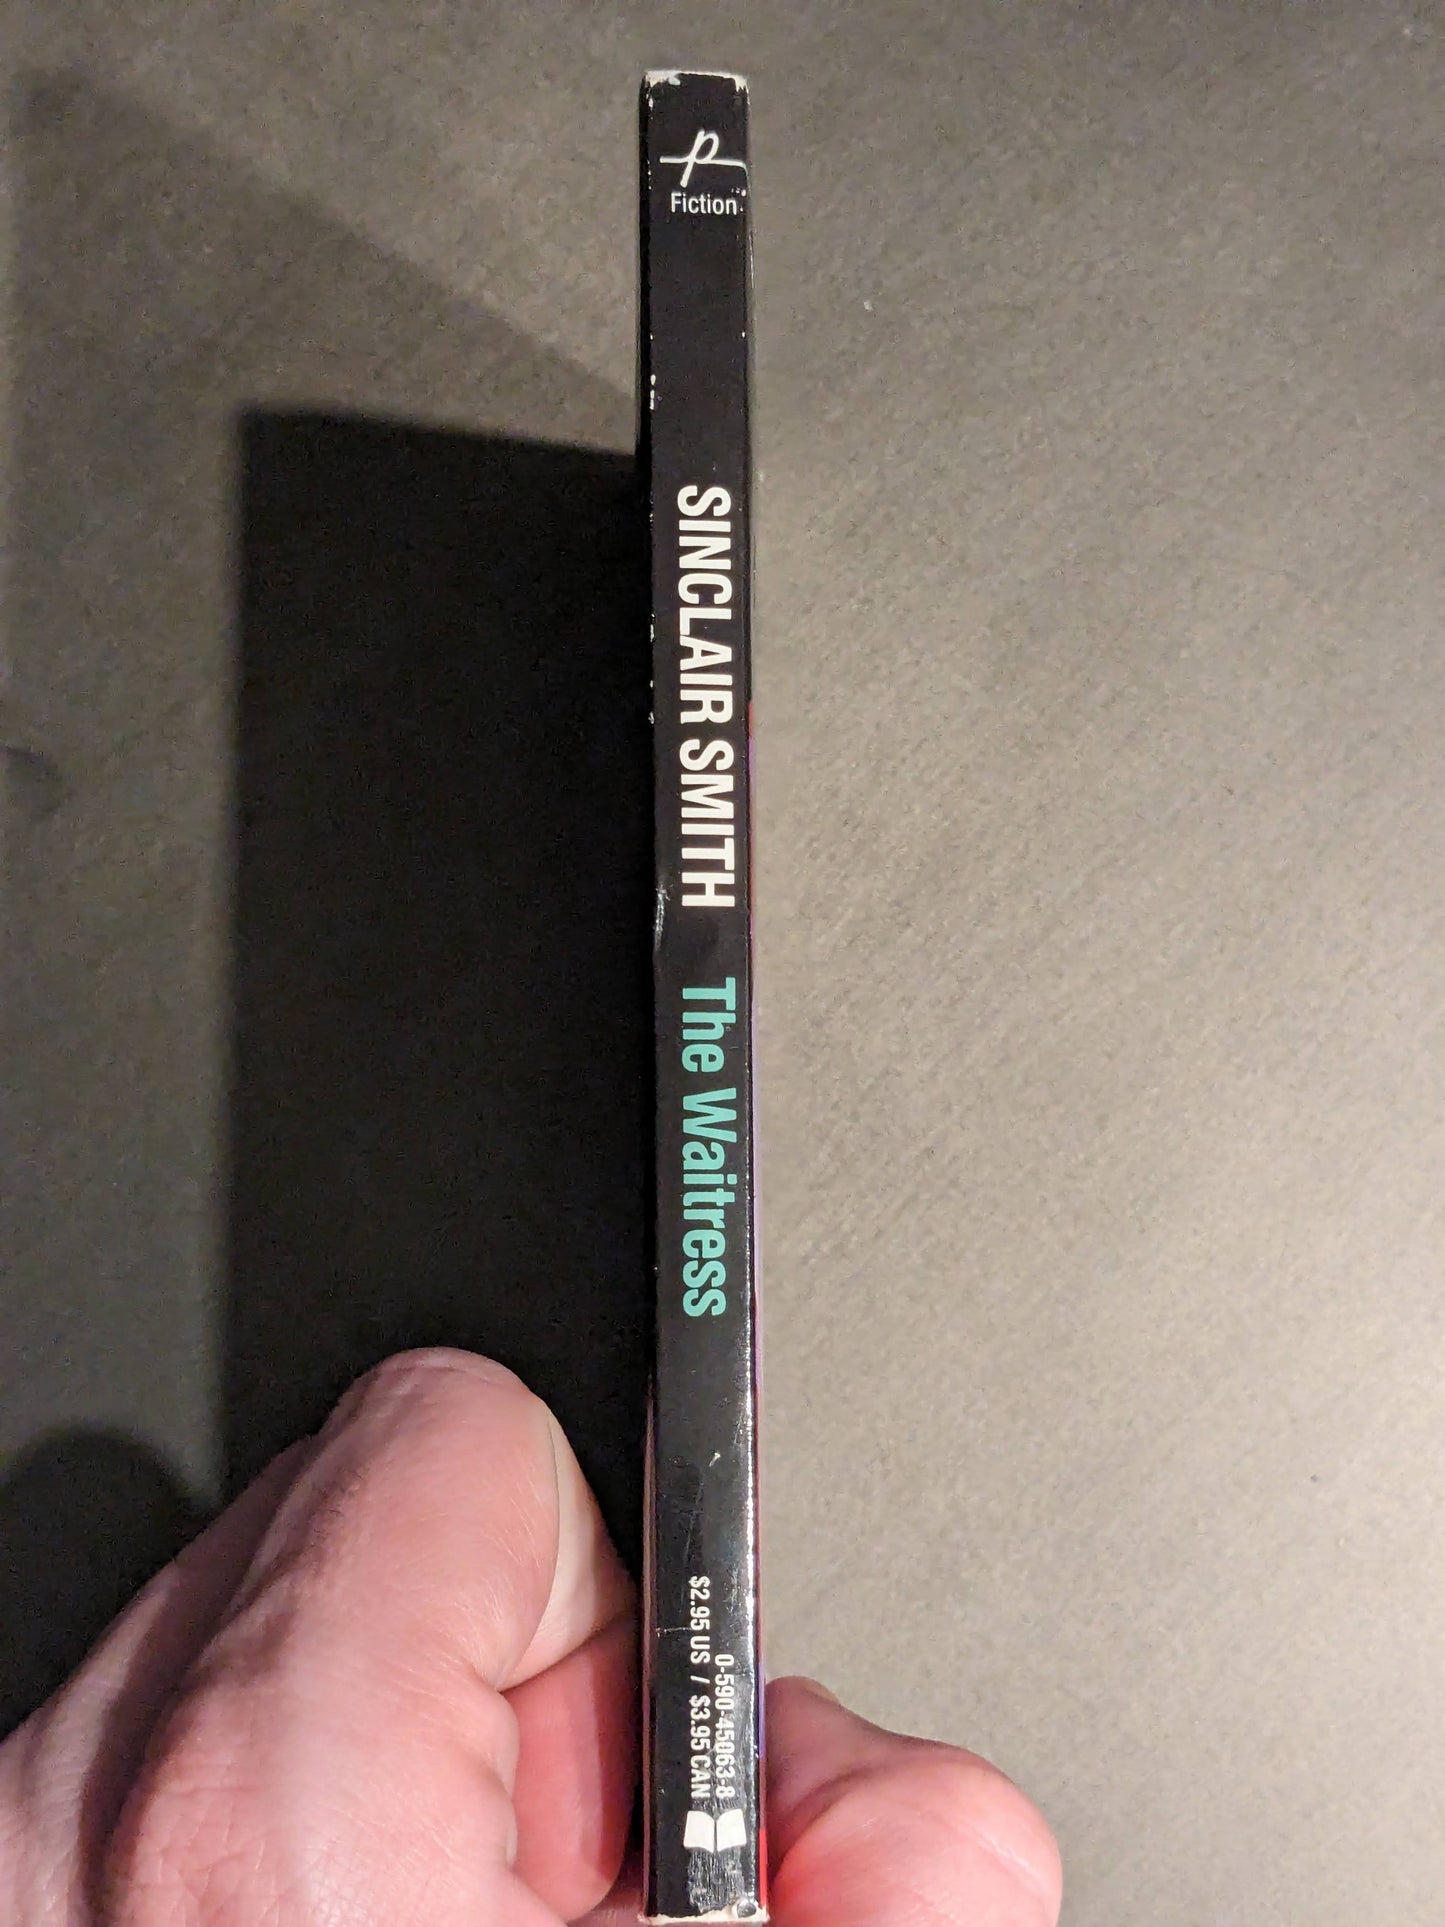 p
Fiction
SINCLAIR SMITH The Waitress
0-590-45063-8
$2.95 US / $3.95 CAN